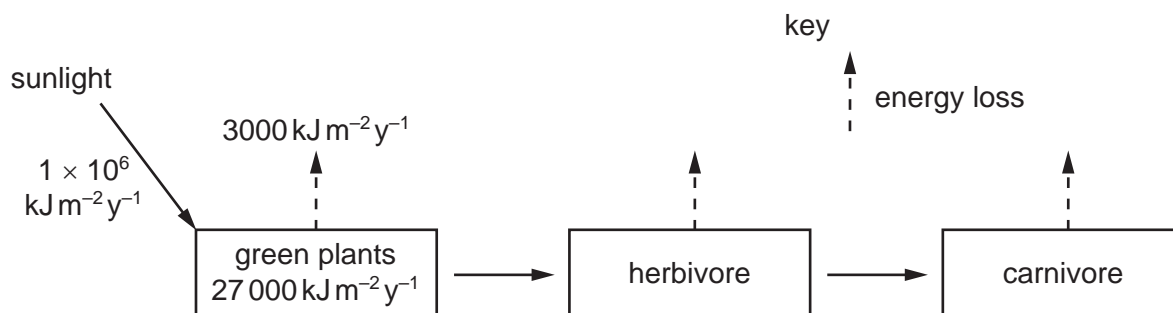 key
sunlight
energy loss
3000 kJ m⁻² y⁻¹
1 × 10⁶
kJ m⁻² y⁻¹
green plants
27 000 kJ m⁻² y⁻¹
herbivore
carnivore